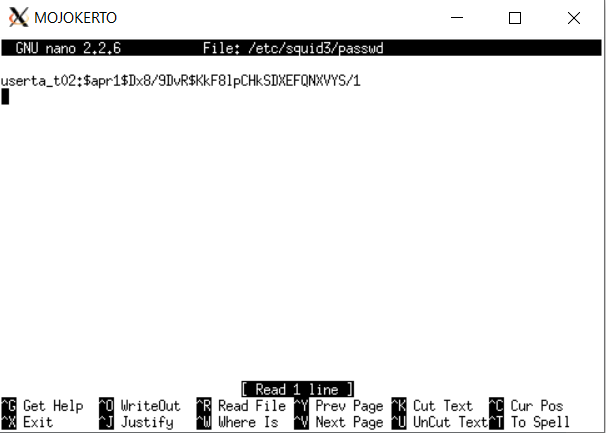 MOJOKERTO
GNU nano 2.2.6 File: /etc/squid3/passwd
userta_t02:$apr1$Dx8/9DvR$KkF8lpCHkSDXEFQNXVYS/1
[ Read 1 line ]
^G Get Help ^O WriteOut ^R Read File ^Y Prev Page ^K Cut Text ^C Cur Pos
^X Exit ^J Justify ^W Where Is ^V Next Page ^U UnCut Text ^T To Spell